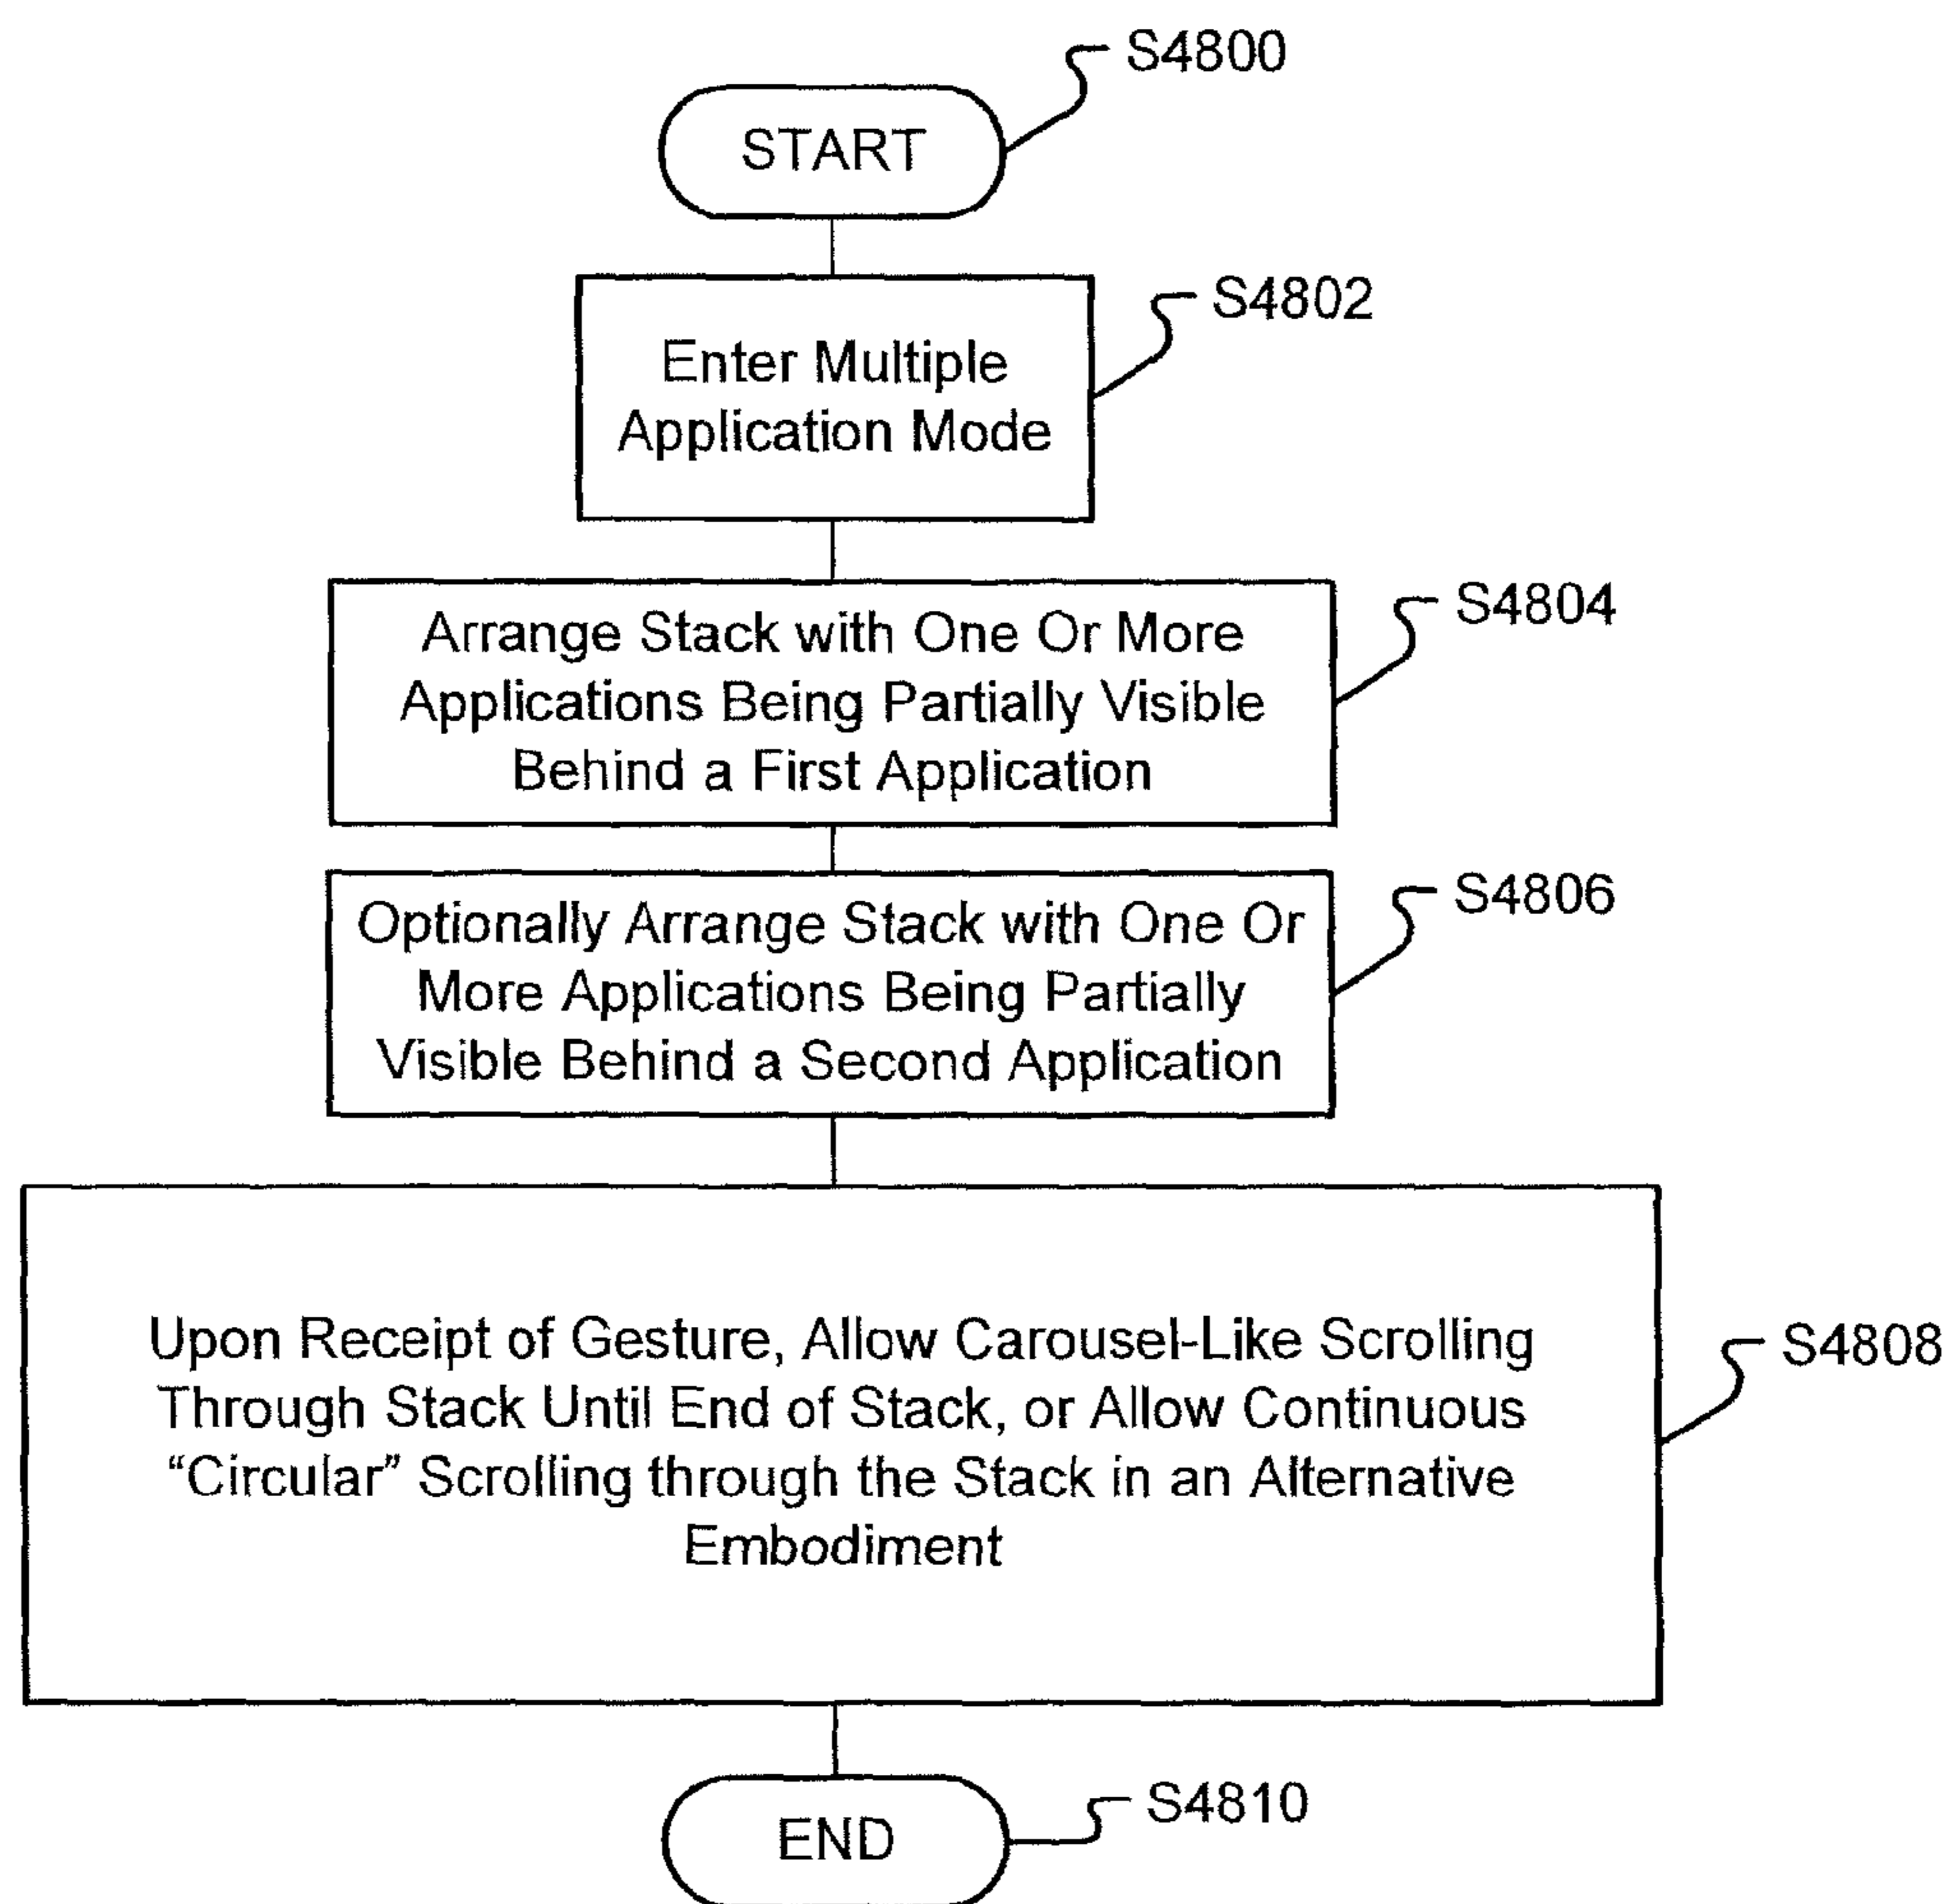 S4800
START
S4802
Enter Multiple
Application Mode
S4804
Arrange Stack with One Or More
Applications Being Partially Visible
Behind a First Application
S4806
Optionally Arrange Stack with One Or
More Applications Being Partially
Visible Behind a Second Application
Upon Receipt of Gesture, Allow Carousel-Like Scrolling
S4808
Through Stack Until End of Stack, or Allow Continuous
“Circular” Scrolling through the Stack in an Alternative
Embodiment
S4810
END